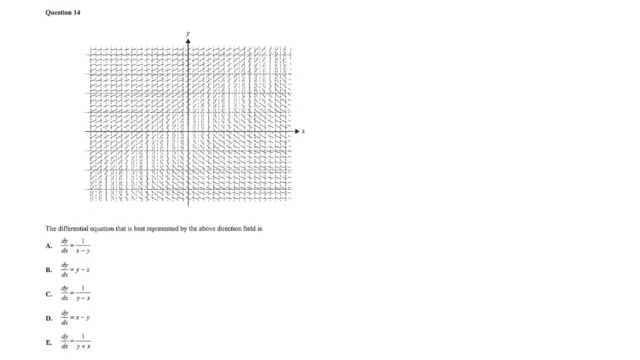 Question 14
y
x
The differential equation that is best represented by the above direction field is
A. dy/dx = 1/(x − y)
B. dy/dx = y − x
C. dy/dx = 1/(y − x)
D. dy/dx = x − y
E. dy/dx = 1/(y + x)